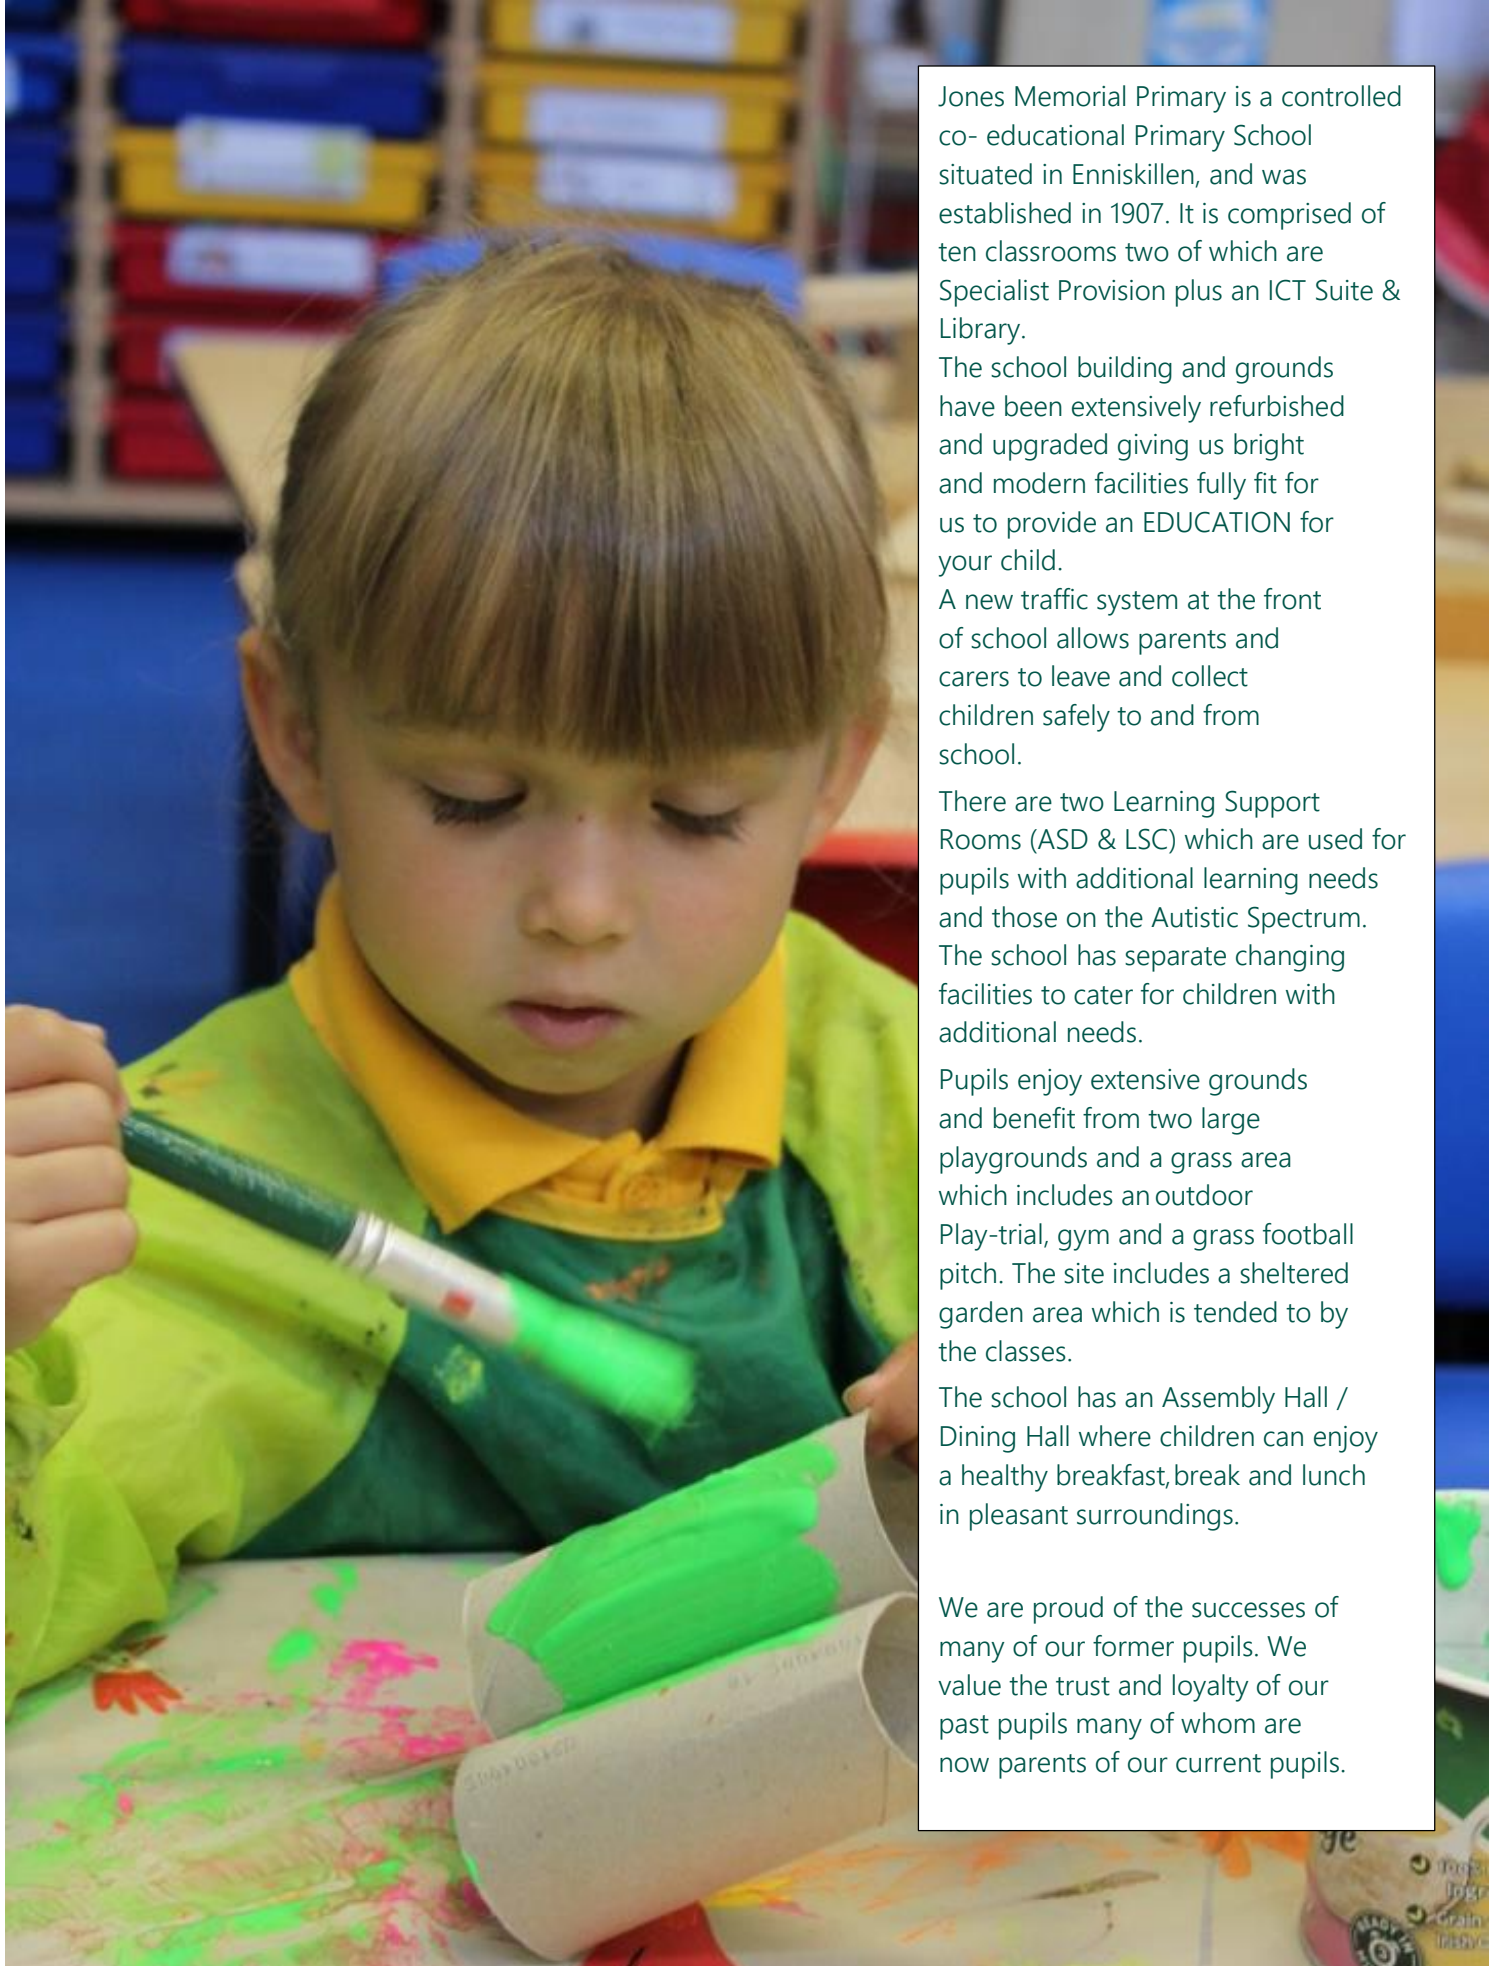 Jones Memorial Primary is a controlled
co- educational Primary School
situated in Enniskillen, and was
established in 1907. It is comprised of
ten classrooms two of which are
Specialist Provision plus an ICT Suite &
Library.
The school building and grounds
have been extensively refurbished
and upgraded giving us bright
and modern facilities fully fit for
us to provide an EDUCATION for
your child.
A new traffic system at the front
of school allows parents and
carers to leave and collect
children safely to and from
school.
There are two Learning Support
Rooms (ASD & LSC) which are used for
pupils with additional learning needs
and those on the Autistic Spectrum.
The school has separate changing
facilities to cater for children with
additional needs.
Pupils enjoy extensive grounds
and benefit from two large
playgrounds and a grass area
which includes an outdoor
Play-trial, gym and a grass football
pitch. The site includes a sheltered
garden area which is tended to by
the classes.
The school has an Assembly Hall /
Dining Hall where children can enjoy
a healthy breakfast, break and lunch
in pleasant surroundings.
We are proud of the successes of
many of our former pupils. We
value the trust and loyalty of our
past pupils many of whom are
now parents of our current pupils.
READY IN
Grain